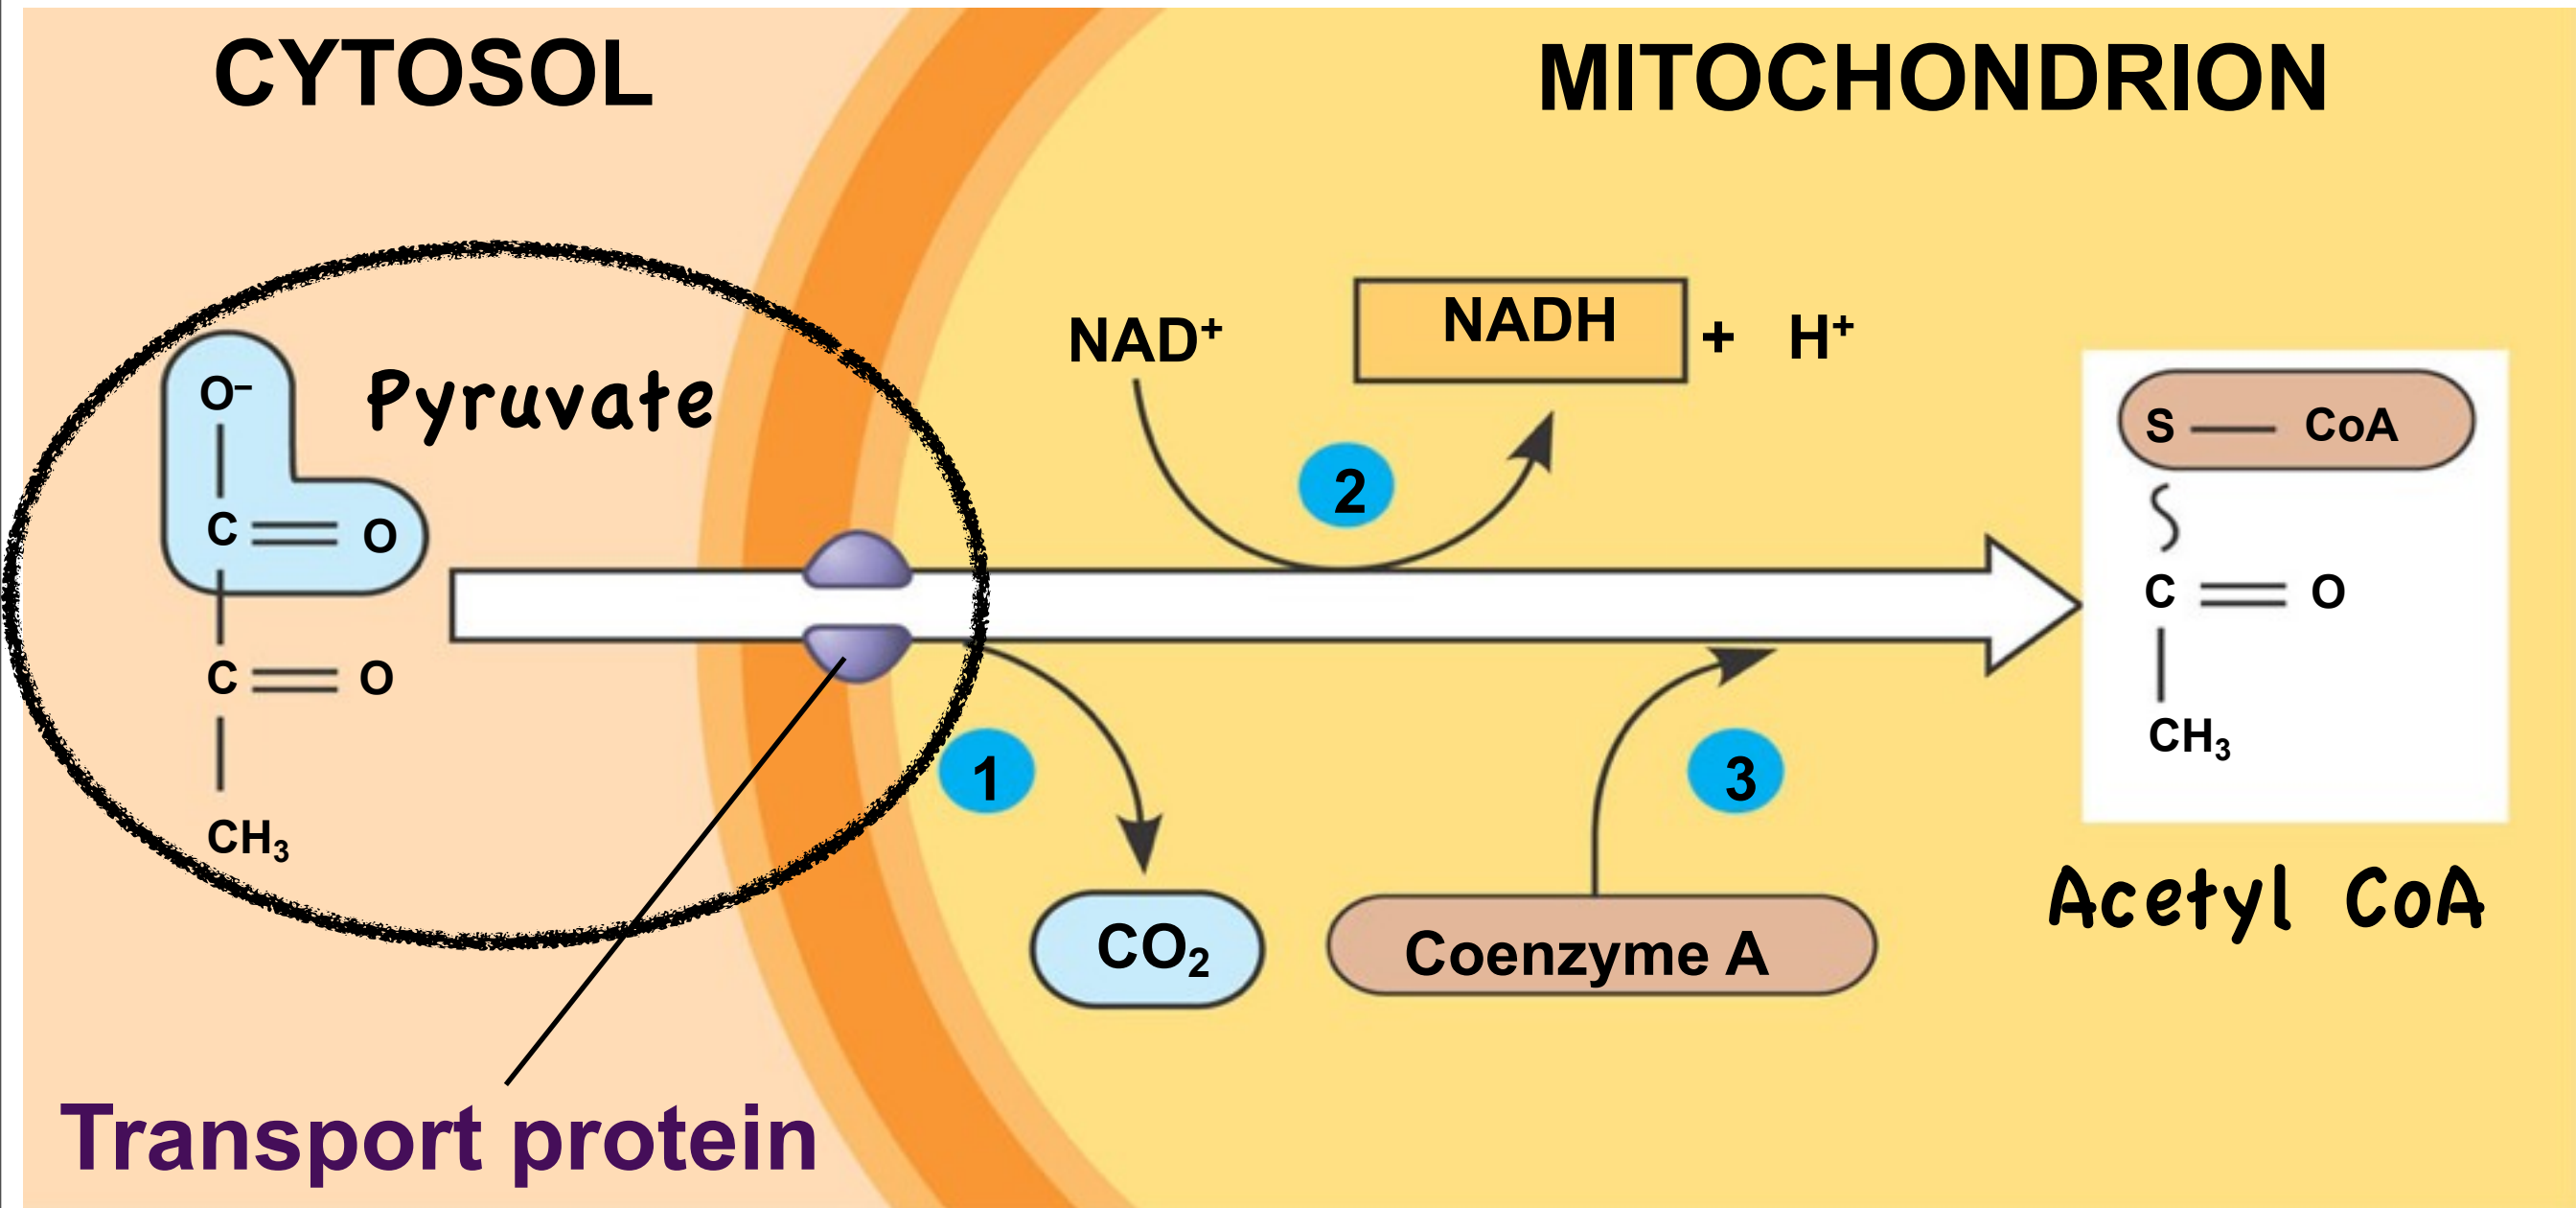 CYTOSOL
MITOCHONDRION
Pyruvate
O⁻
C O
C O
CH₃
NAD⁺
NADH + H⁺
2
1
3
CO₂
Coenzyme A
S CoA
C O
CH₃
Acetyl CoA
Transport protein